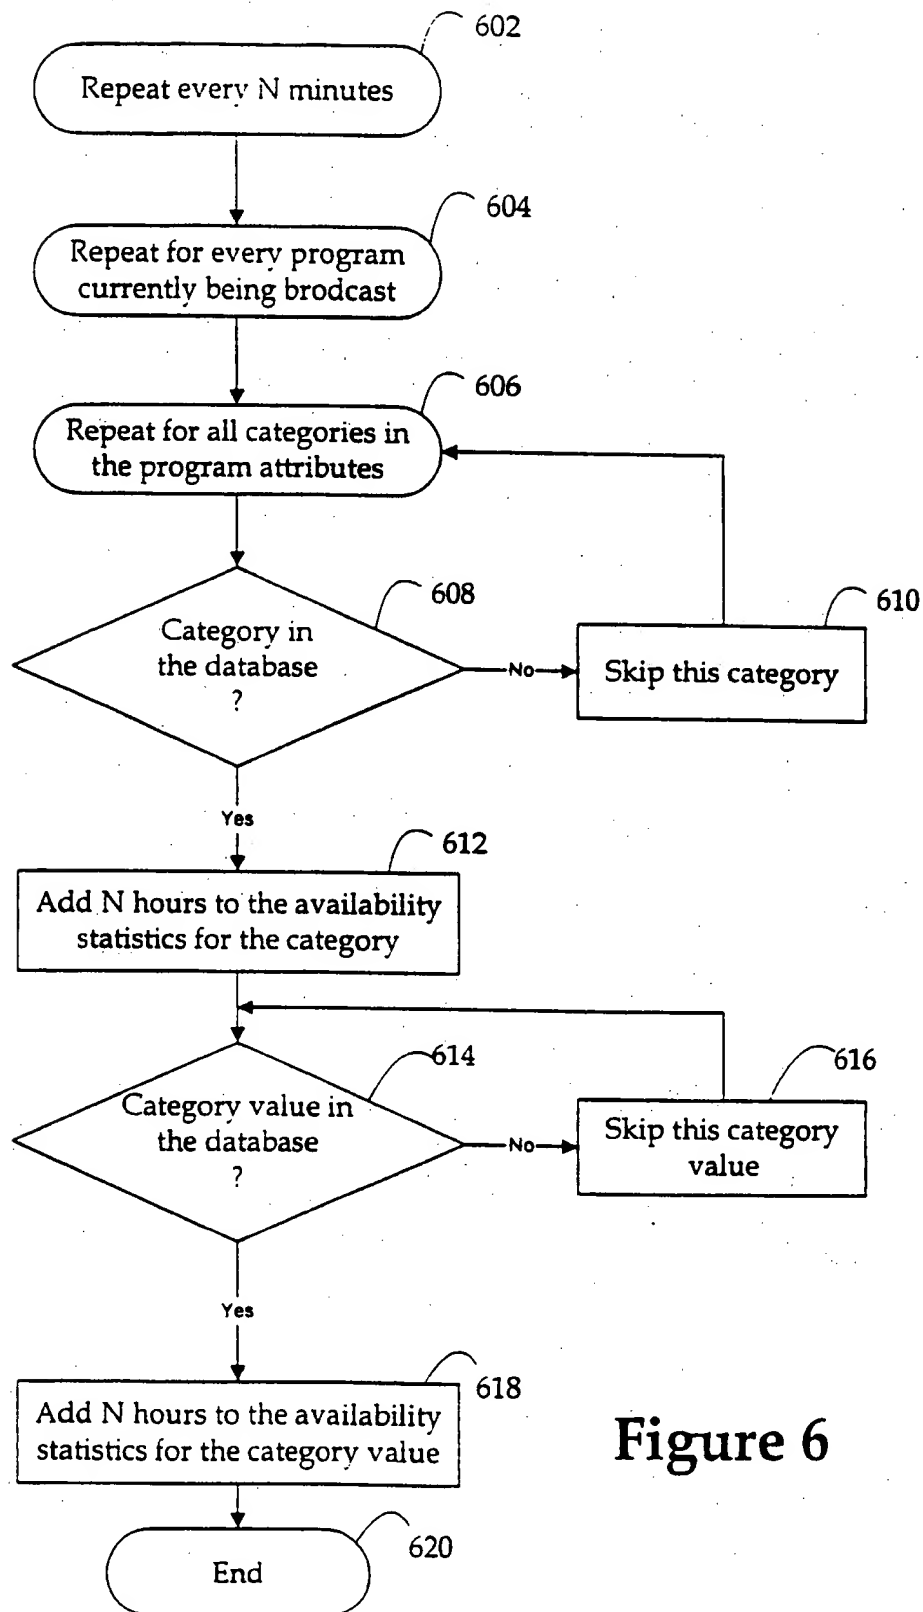 602
Repeat every N minutes
604
Repeat for every program
currently being brodcast
606
Repeat for all categories in
the program attributes
608
Category in
the database
?
No
610
Skip this category
Yes
612
Add N hours to the availability
statistics for the category
614
Category value in
the database
?
No
616
Skip this category
value
Yes
618
Add N hours to the availability
statistics for the category value
620
End
Figure 6